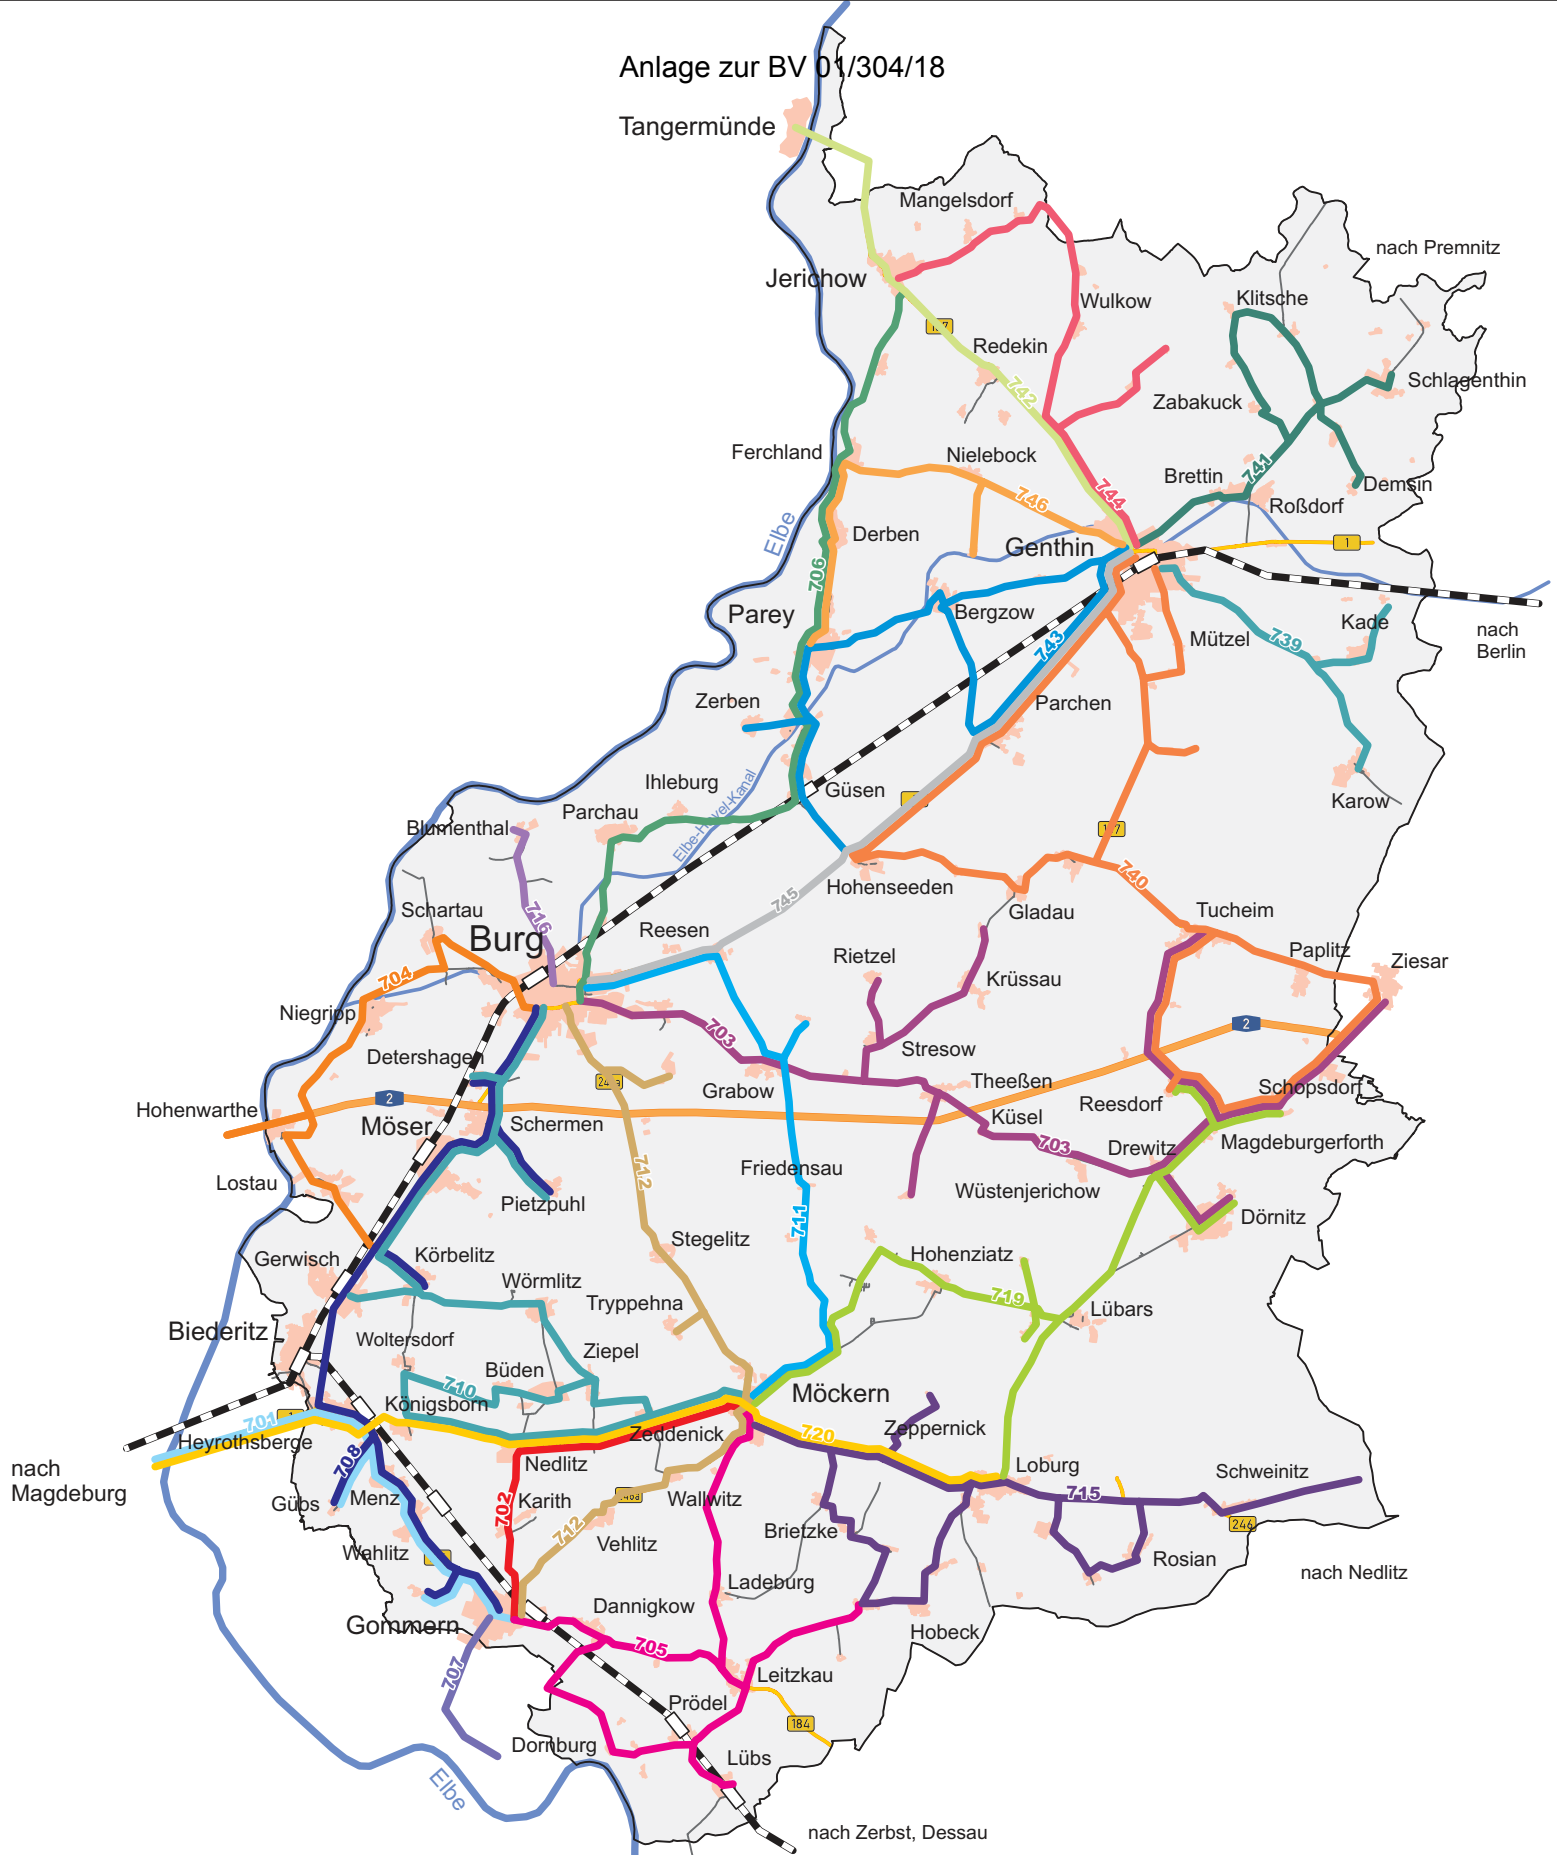 Anlage zur BV 01/304/18
Tangermünde
Mangelsdorf
nach Premnitz
Jerichow
Wulkow
Klitsche
Redekin
742
Schlagenthin
Zabakuck
Ferchland
Nielebock
746
744
Brettin
741
Demsin
Roßdorf
Elbe
Derben
Genthin
1
706
Parey
Bergzow
743
Mützel
739
Kade
nach
Berlin
Zerben
Parchen
Ihleburg
Elbe-Havel-Kanal
Güsen
Karow
Parchau
Blumenthal
740
745
Hohenseeden
Gladau
Tucheim
Schartau
716
Burg
Reesen
Rietzel
Paplitz
Ziesar
704
Krüssau
Niegripp
703
2
Detershagen
Stresow
Grabow
Theeßen
Schopsdorf
2
Hohenwarthe
Reesdorf
Möser
Schermen
Küsel
703
Drewitz
Magdeburgerforth
712
Friedensau
Lostau
Pietzpuhl
Wüstenjerichow
711
Dörnitz
Stegelitz
Gerwisch
Körbelitz
Hohenziatz
Wörmlitz
719
Tryppehna
Lübars
Biederitz
Woltersdorf
Ziepel
Büden
710
Möckern
Königsborn
701
Zeppernick
Heyrothsberge
Zeddenick
720
708
Nedlitz
Loburg
nach
Magdeburg
Schweinitz
Gübs
Menz
702
Karith
Wallwitz
715
246
712
Brietzke
Vehlitz
Wahlitz
Rosian
nach Nedlitz
Ladeburg
Gommern
Dannigkow
Hobeck
705
707
Leitzkau
Prödel
184
Dornburg
Lübs
Elbe
nach Zerbst, Dessau